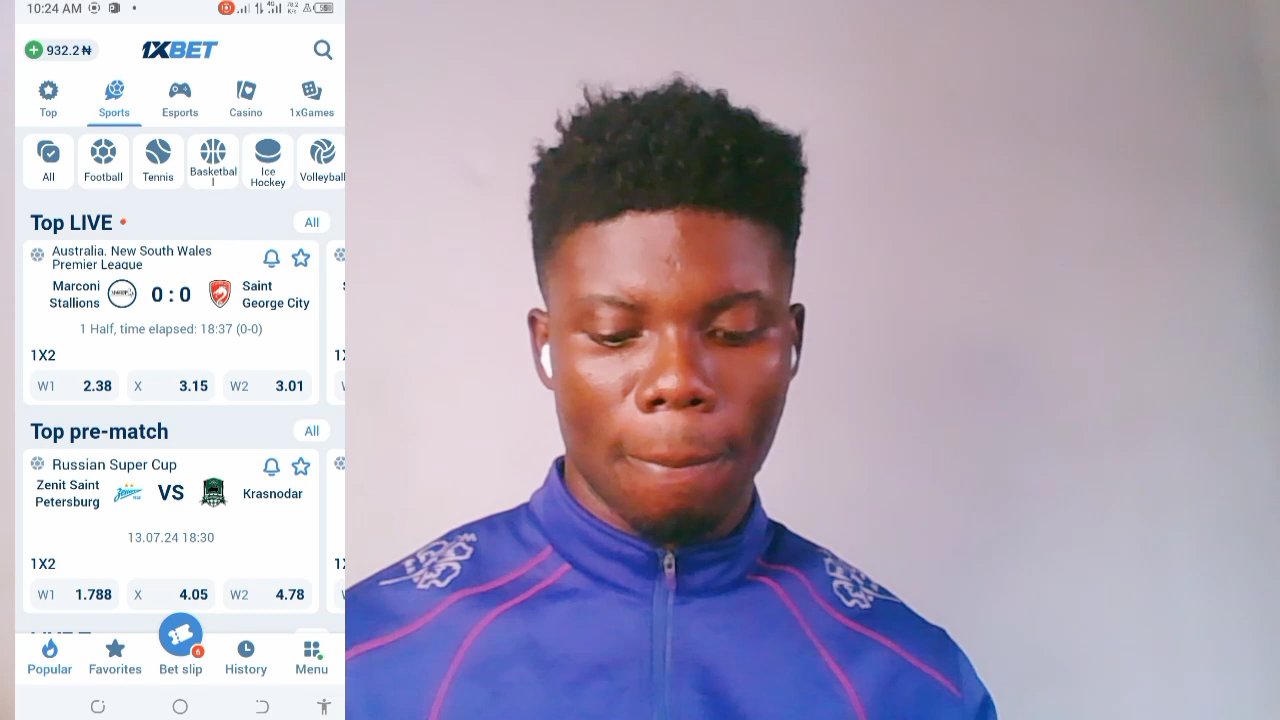 10:24 AM
932.2 ₦
1XBET
Top
Sports
Esports
Casino
1xGames
All
Football
Tennis
Basketbal
l
Ice
Hockey
Volleyball
Top LIVE
All
Australia. New South Wales
Premier League
Marconi
Stallions
0 : 0
Saint
George City
1 Half, time elapsed: 18:37 (0-0)
1X2
W1 2.38
X 3.15
W2 3.01
Top pre-match
All
Russian Super Cup
Zenit Saint
Petersburg
VS
Krasnodar
13.07.24 18:30
1X2
W1 1.788
X 4.05
W2 4.78
6
Popular
Favorites
Bet slip
History
Menu